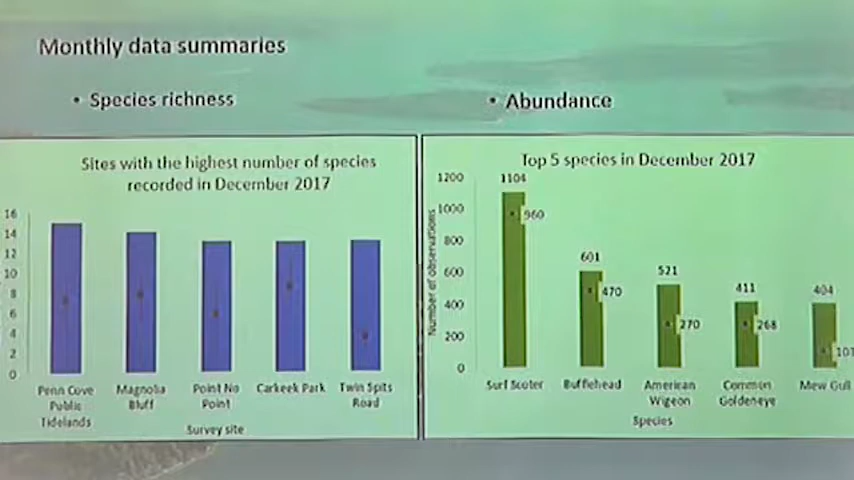 Monthly data summaries
• Species richness
• Abundance
Sites with the highest number of species
recorded in December 2017
16
14
12
10
8
6
4
2
0
Penn Cove
Public
Tidelands
Magnolia
Bluff
Point No
Point
Carkeek Park
Twin Spits
Road
Survey site
Top 5 species in December 2017
Number of observations
1200
1000
800
600
400
200
0
1104
960
601
470
521
270
411
268
404
Surf Scoter
Bufflehead
American
Wigeon
Common
Goldeneye
Mew Gull
Species